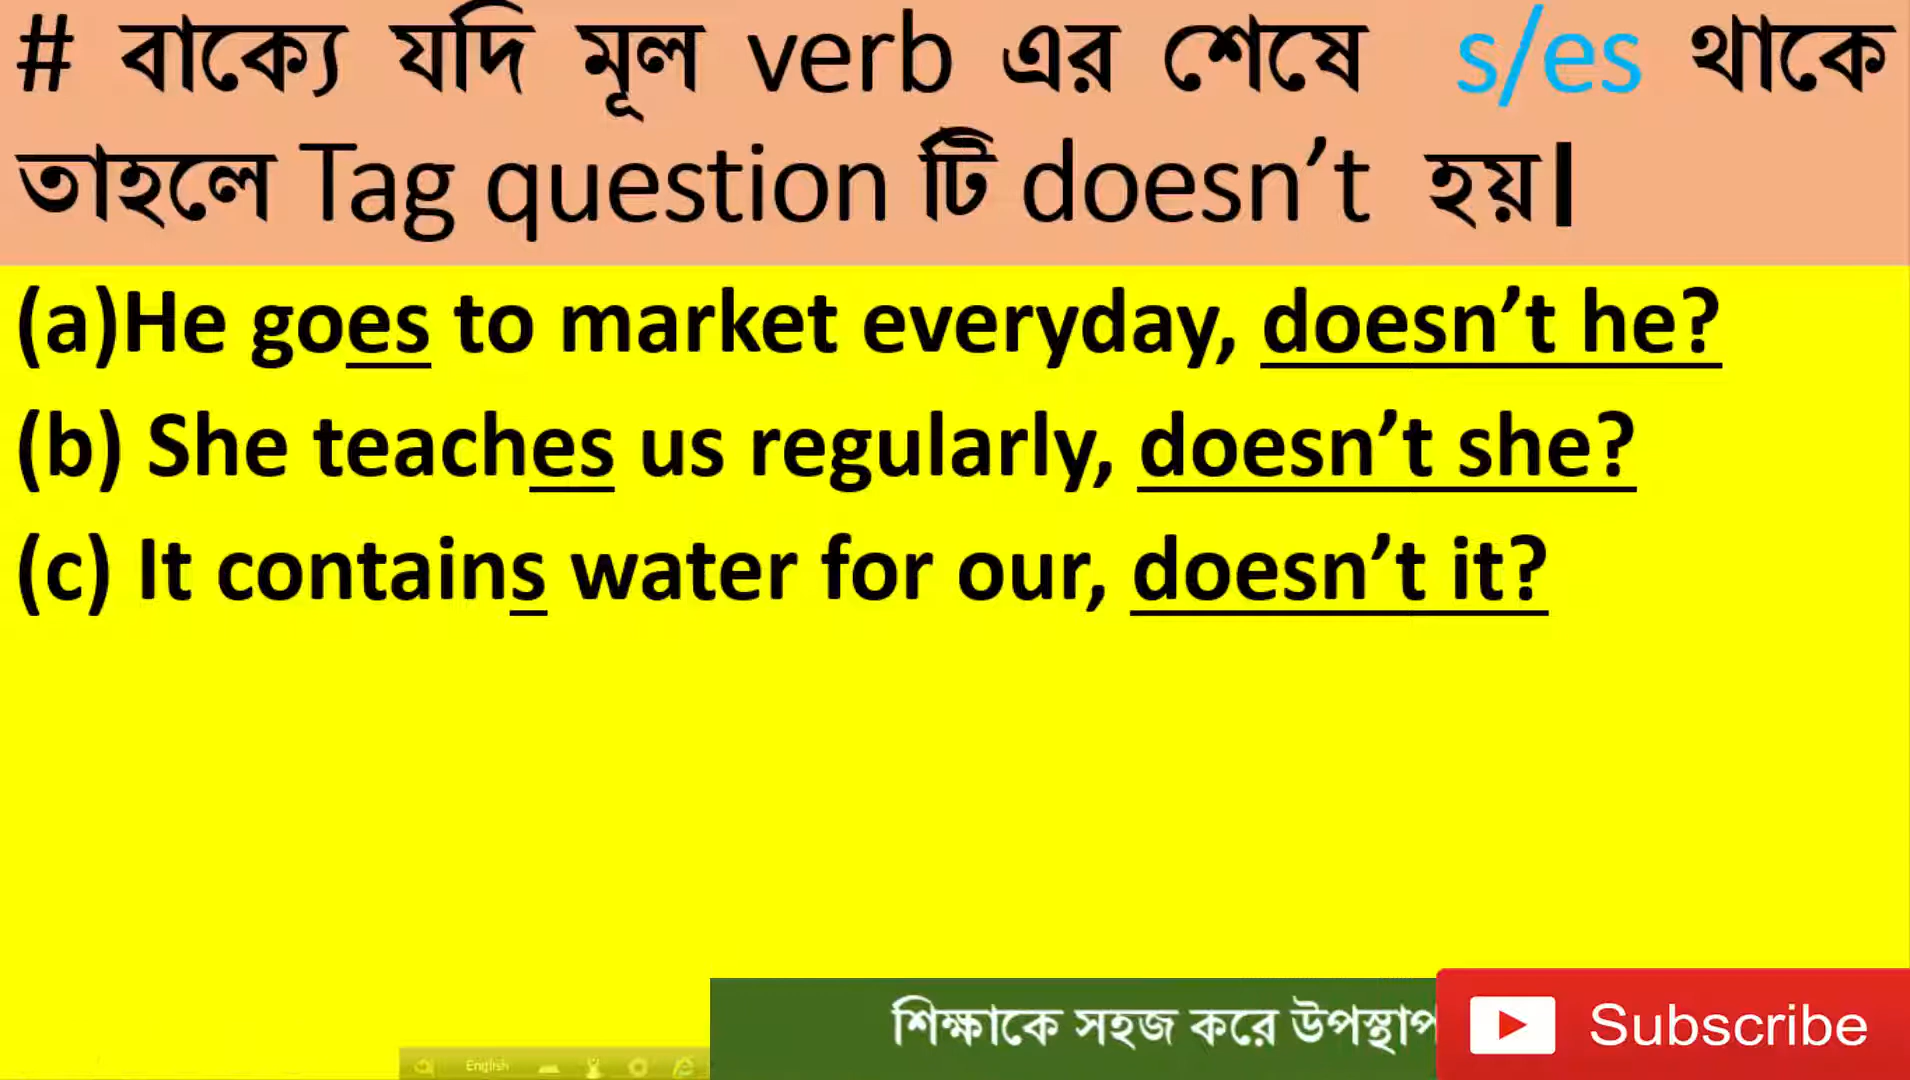 # বাক্যে যদি মূল verb এর শেষে s/es থাকে
তাহলে Tag question টি doesn’t হয়।
(a)He goes to market everyday, doesn’t he?
(b) She teaches us regularly, doesn’t she?
(c) It contains water for our, doesn’t it?
শিক্ষাকে সহজ করে উপস্থাপ
Subscribe
English